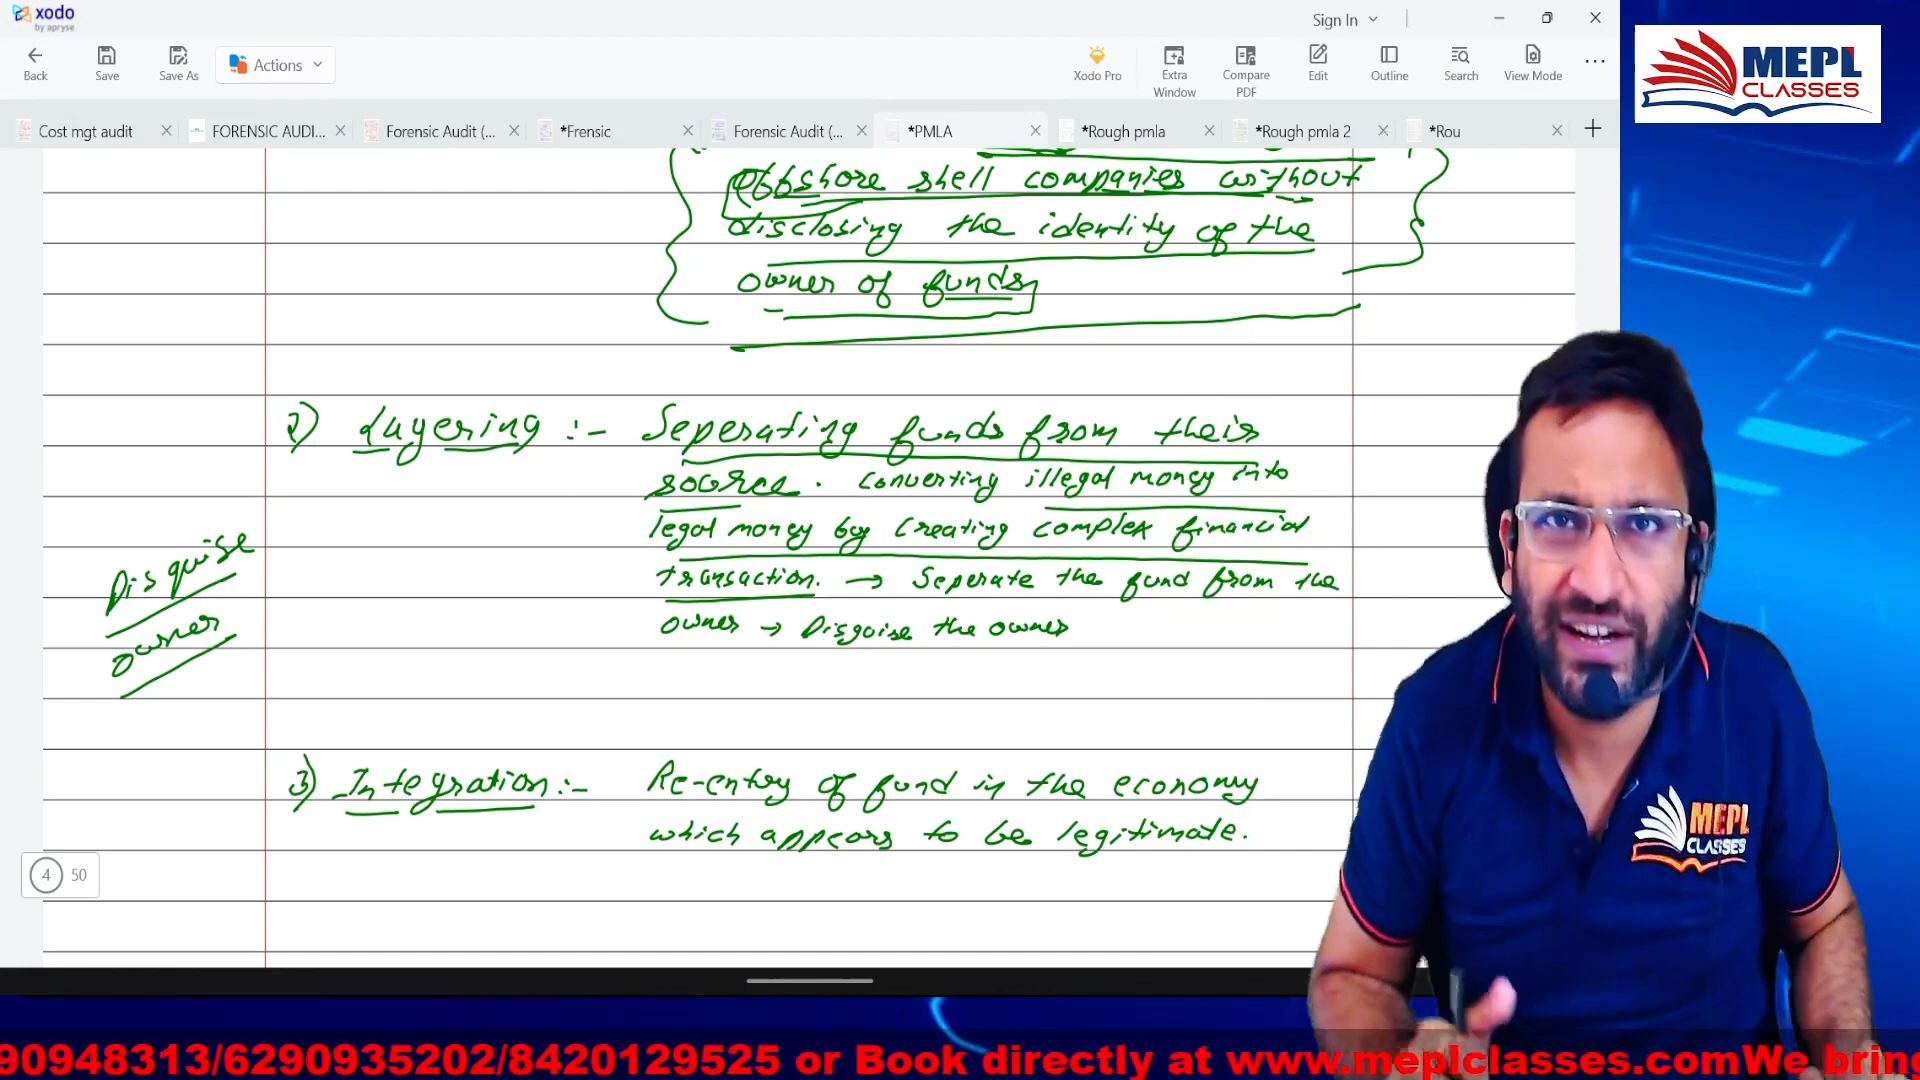 xodo
by apryse
Sign In
Back
Save
Save As
Actions
Xodo Pro
Extra Window
Compare PDF
Edit
Outline
Search
View Mode
Cost mgt audit
FORENSIC AUDI...
Forensic Audit (...
*Frensic
Forensic Audit (...
*PMLA
*Rough pmla
*Rough pmla 2
*Rou
MEPL
CLASSES
offshore shell companies without
disclosing the identity of the
owner of funds
2) Layering :- Seperating funds from their
source. converting illegal money into
legal money by creating complex financial
transaction. → Seperate the fund from the
owner → Disguise the owner
Disguise
owner
3) Integration :- Re-entry of fund in the economy
which appears to be legitimate.
4 50
MEPL
CLASSES
90948313/6290935202/8420129525 or Book directly at www.meplclasses.comWe bring